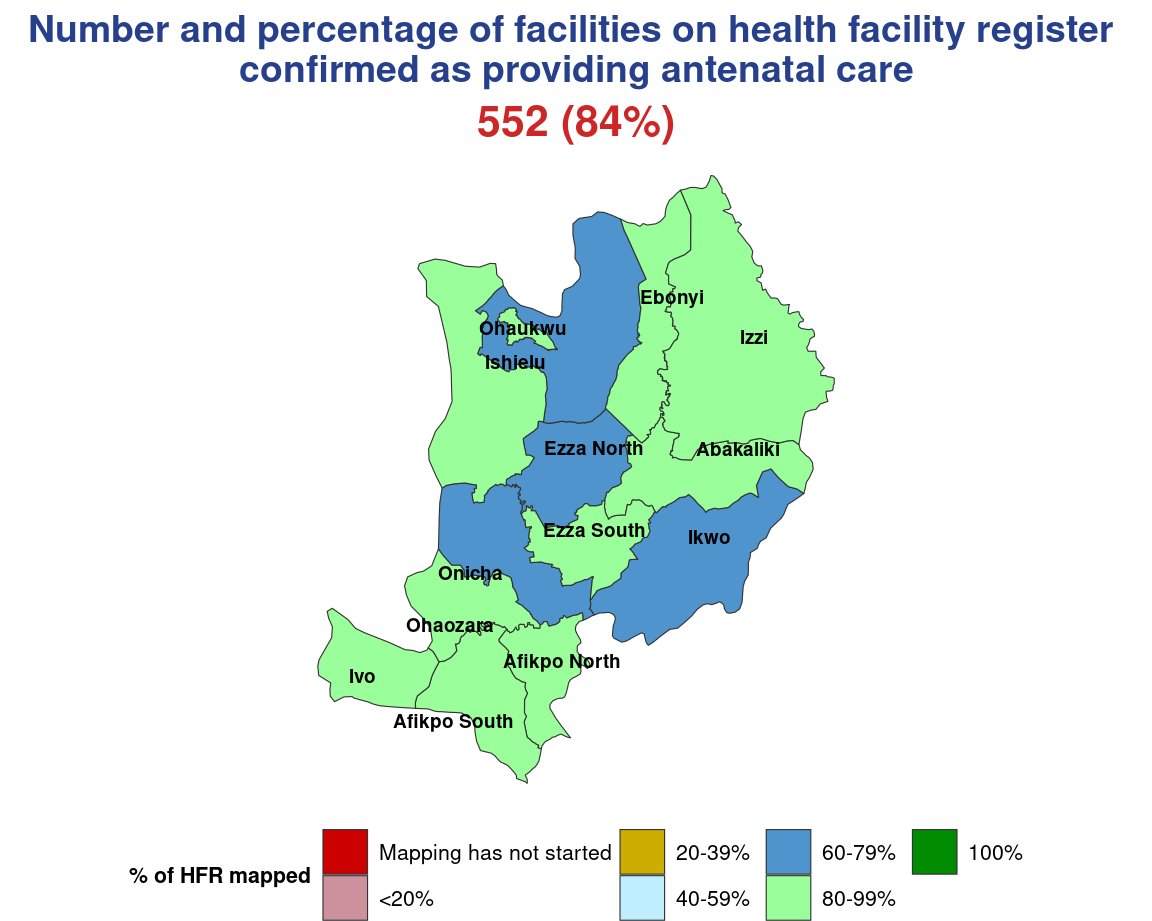 Number and percentage of facilities on health facility register
confirmed as providing antenatal care
552 (84%)
Ebonyi
Ohaukwu
Izzi
Ishielu
Ezza North
Abakaliki
Ezza South
Ikwo
Onicha
Ohaozara
Afikpo North
Ivo
Afikpo South
% of HFR mapped
Mapping has not started
<20%
20-39%
40-59%
60-79%
80-99%
100%